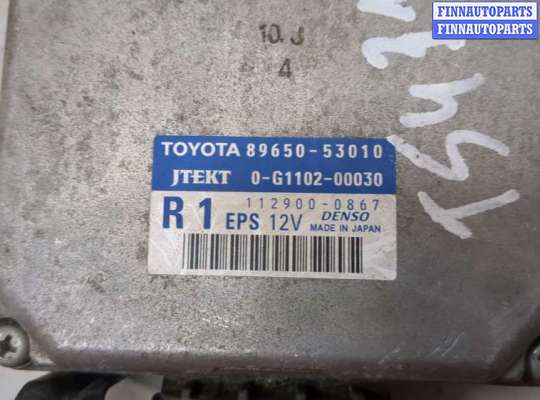 FINNAUTOPARTS
FINNAUTOPARTS
FINNAUTOPARTS
10.J
4
TOYOTA 89650-53010
JTEKT 0-G1102-00030
112900-0867
R1 EPS 12V DENSO
MADE IN JAPAN